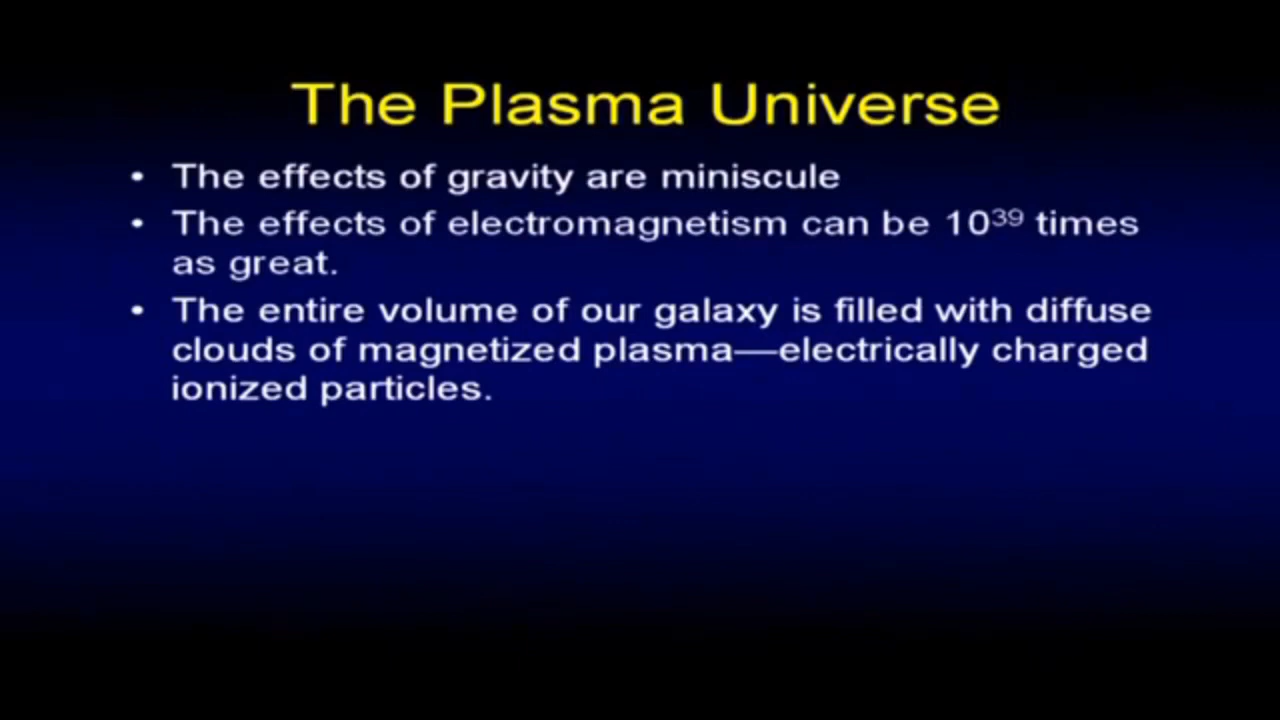 The Plasma Universe
• The effects of gravity are miniscule
• The effects of electromagnetism can be 10³⁹ times
as great.
• The entire volume of our galaxy is filled with diffuse
clouds of magnetized plasma—electrically charged
ionized particles.